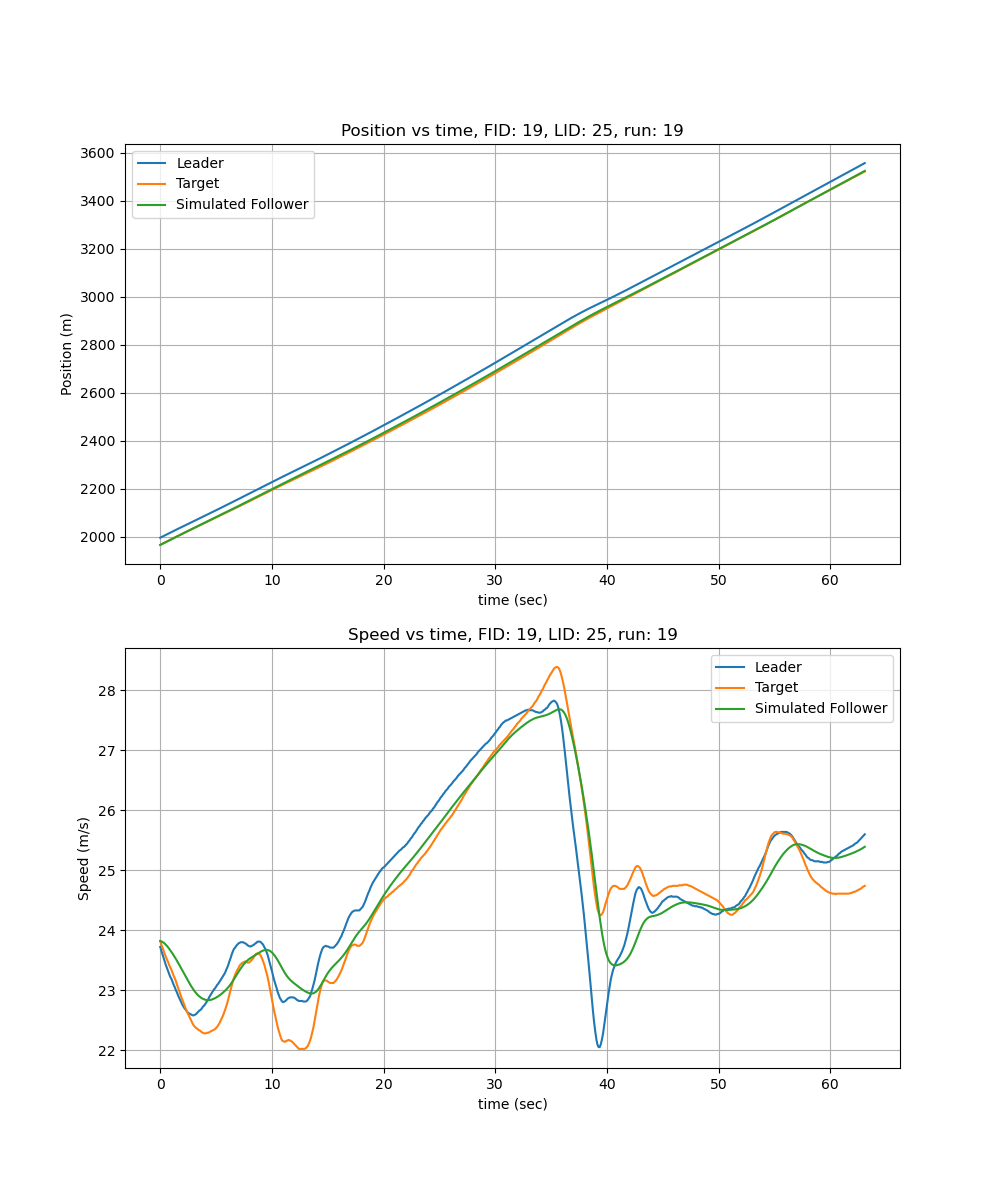 Position vs time, FID: 19, LID: 25, run: 19
3600
3400
3200
3000
2800
2600
2400
2200
2000
Position (m)
Leader
Target
Simulated Follower
0 10 20 30 40 50 60
time (sec)
Speed vs time, FID: 19, LID: 25, run: 19
28
27
26
25
24
23
22
Speed (m/s)
Leader
Target
Simulated Follower
0 10 20 30 40 50 60
time (sec)